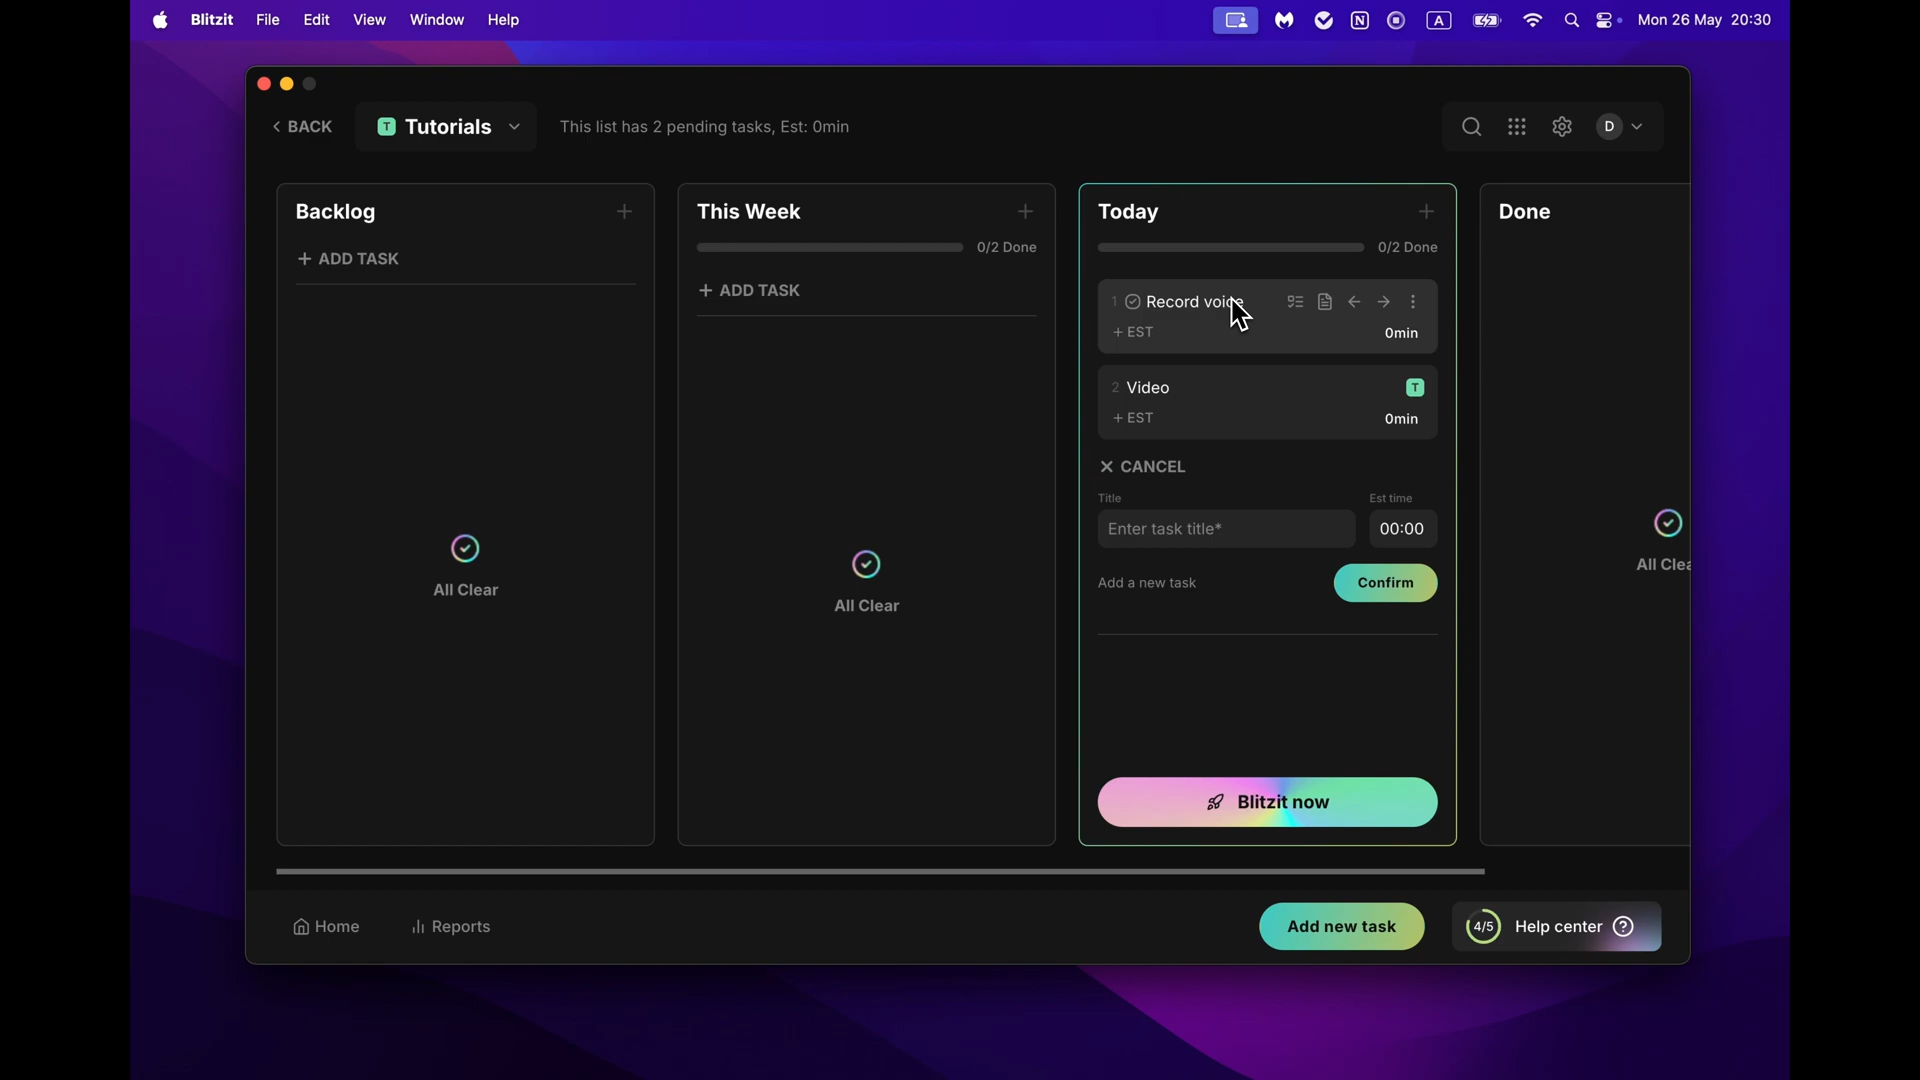 Blitzit File Edit View Window Help
A
Mon 26 May 20:30
BACK
T Tutorials
This list has 2 pending tasks, Est: 0min
D
Backlog
+ ADD TASK
All Clear
This Week
0/2 Done
+ ADD TASK
All Clear
Today
0/2 Done
1 Record voice
+ EST 0min
2 Video T
+ EST 0min
CANCEL
Title Est time
Enter task title* 00:00
Add a new task Confirm
Blitzit now
Done
All Clea
Home Reports
Add new task
4/5 Help center ?